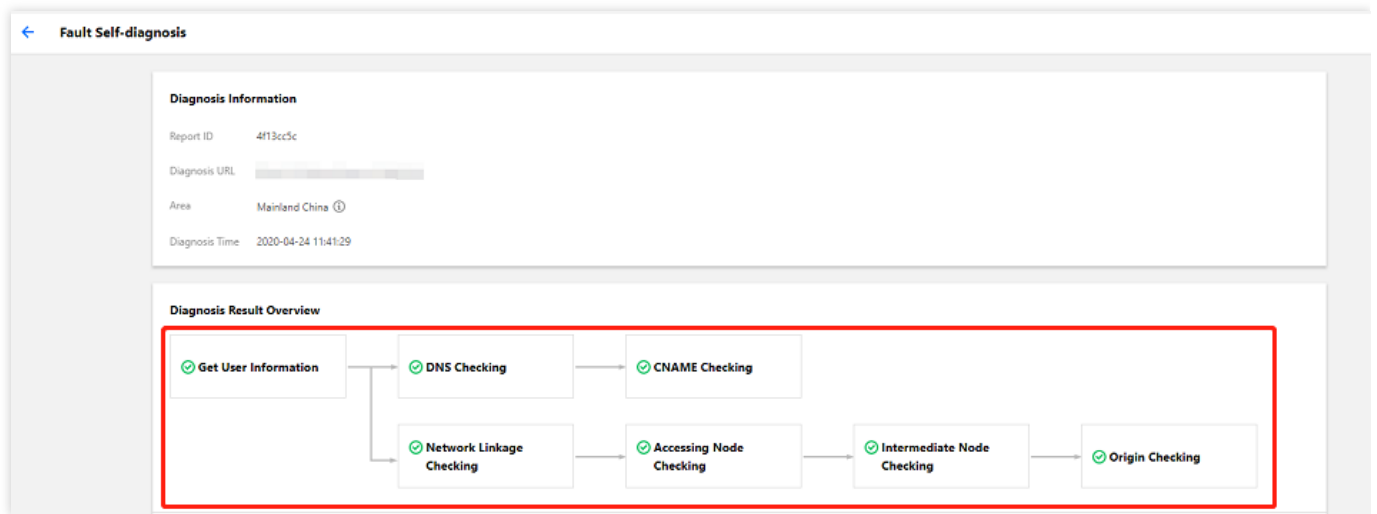 Fault Self-diagnosis
Diagnosis Information
Report ID 4f13cc5c
Diagnosis URL
Area Mainland China
Diagnosis Time 2020-04-24 11:41:29
Diagnosis Result Overview
Get User Information
DNS Checking
CNAME Checking
Network Linkage
Checking
Accessing Node
Checking
Intermediate Node
Checking
Origin Checking